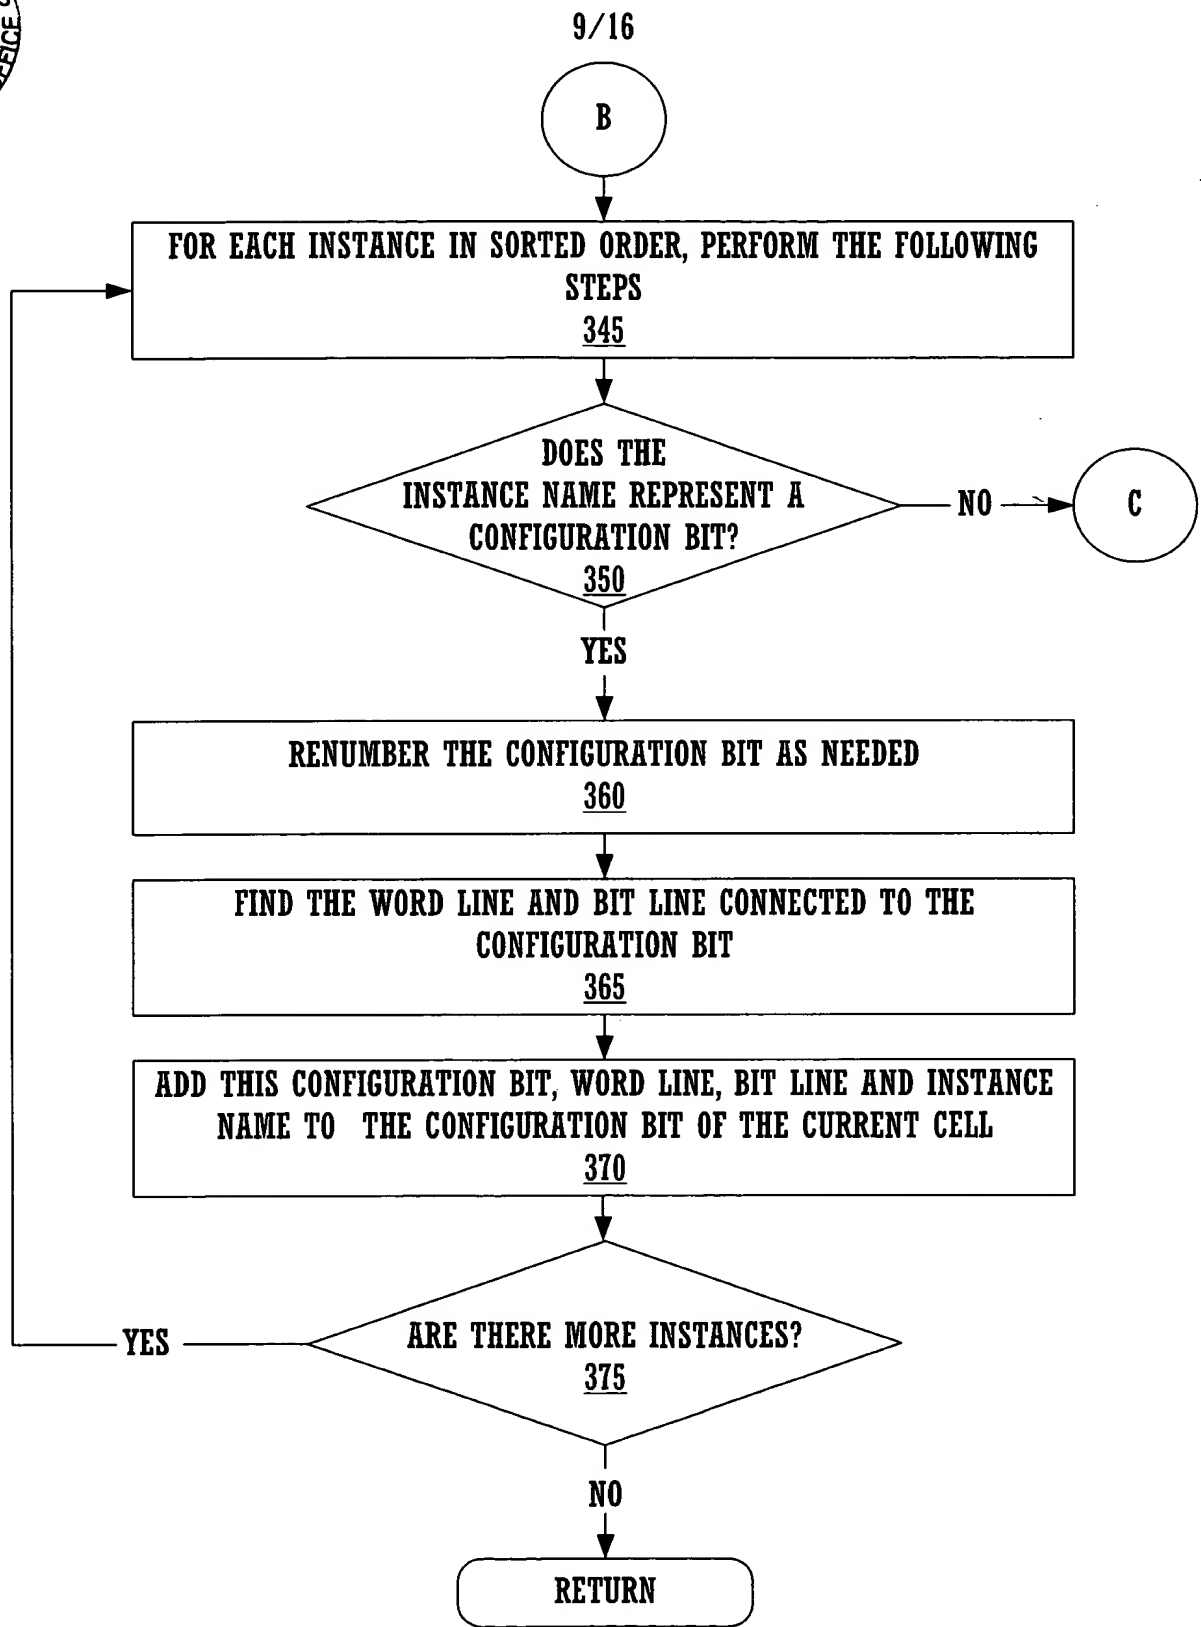 OFFICE
9/16
B
FOR EACH INSTANCE IN SORTED ORDER, PERFORM THE FOLLOWING
STEPS
345
DOES THE
INSTANCE NAME REPRESENT A
CONFIGURATION BIT?
350
NO
C
YES
RENUMBER THE CONFIGURATION BIT AS NEEDED
360
FIND THE WORD LINE AND BIT LINE CONNECTED TO THE
CONFIGURATION BIT
365
ADD THIS CONFIGURATION BIT, WORD LINE, BIT LINE AND INSTANCE
NAME TO THE CONFIGURATION BIT OF THE CURRENT CELL
370
ARE THERE MORE INSTANCES?
375
YES
NO
RETURN